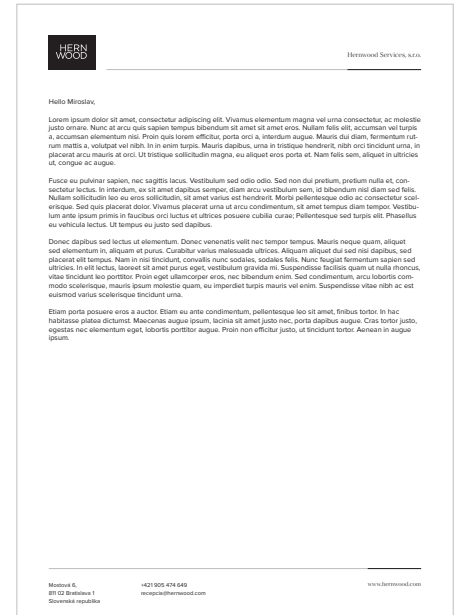 HERN
WOOD
Hernwood Services, s.r.o.
Hello Miroslav,
Lorem ipsum dolor sit amet, consectetur adipiscing elit. Vivamus elementum magna vel urna consectetur, ac molestie
justo ornare. Nunc at arcu quis sapien tempus bibendum sit amet sit amet eros. Nullam felis elit, accumsan vel turpis
a, accumsan elementum nisi. Proin quis lorem efficitur, porta orci a, interdum augue. Mauris dui diam, fermentum rut-
rum mattis a, volutpat vel nibh. In in enim turpis. Mauris dapibus, urna in tristique hendrerit, nibh orci tincidunt urna, in
placerat arcu mauris at orci. Ut tristique sollicitudin magna, eu aliquet eros porta et. Nam felis sem, aliquet in ultricies
ut, congue ac augue.
Fusce eu pulvinar sapien, nec sagittis lacus. Vestibulum sed odio odio. Sed non dui pretium, pretium nulla et, con-
sectetur lectus. In interdum, ex sit amet dapibus semper, diam arcu vestibulum sem, id bibendum nisl diam sed felis.
Nullam sollicitudin leo eu eros sollicitudin, sit amet varius est hendrerit. Morbi pellentesque odio ac consectetur scel-
erisque. Sed quis placerat dolor. Vivamus placerat urna ut arcu condimentum, sit amet tempus diam tempor. Vestibu-
lum ante ipsum primis in faucibus orci luctus et ultrices posuere cubilia curae; Pellentesque sed turpis elit. Phasellus
eu vehicula lectus. Ut tempus eu justo sed dapibus.
Donec dapibus sed lectus ut elementum. Donec venenatis velit nec tempor tempus. Mauris neque quam, aliquet
sed elementum in, aliquam et purus. Curabitur varius malesuada ultrices. Aliquam aliquet dui sed nisi dapibus, sed
placerat elit tempus. Nam in nisi tincidunt, convallis nunc sodales, sodales felis. Nunc feugiat fermentum sapien sed
ultricies. In elit lectus, laoreet sit amet purus eget, vestibulum gravida mi. Suspendisse facilisis quam ut nulla rhoncus,
vitae tincidunt leo porttitor. Proin eget ullamcorper eros, nec bibendum enim. Sed condimentum, arcu lobortis com-
modo scelerisque, mauris ipsum molestie quam, eu imperdiet turpis mauris vel enim. Suspendisse vitae nibh ac est
euismod varius scelerisque tincidunt urna.
Etiam porta posuere eros a auctor. Etiam eu ante condimentum, pellentesque leo sit amet, finibus tortor. In hac
habitasse platea dictumst. Maecenas augue ipsum, lacinia sit amet justo nec, porta dapibus augue. Cras tortor justo,
egestas nec elementum eget, lobortis porttitor augue. Proin non efficitur justo, ut tincidunt tortor. Aenean in augue
ipsum.
Mostová 6,
811 02 Bratislava 1
Slovenská republika
+421 905 474 649
recepcia@hernwood.com
www.hernwood.com